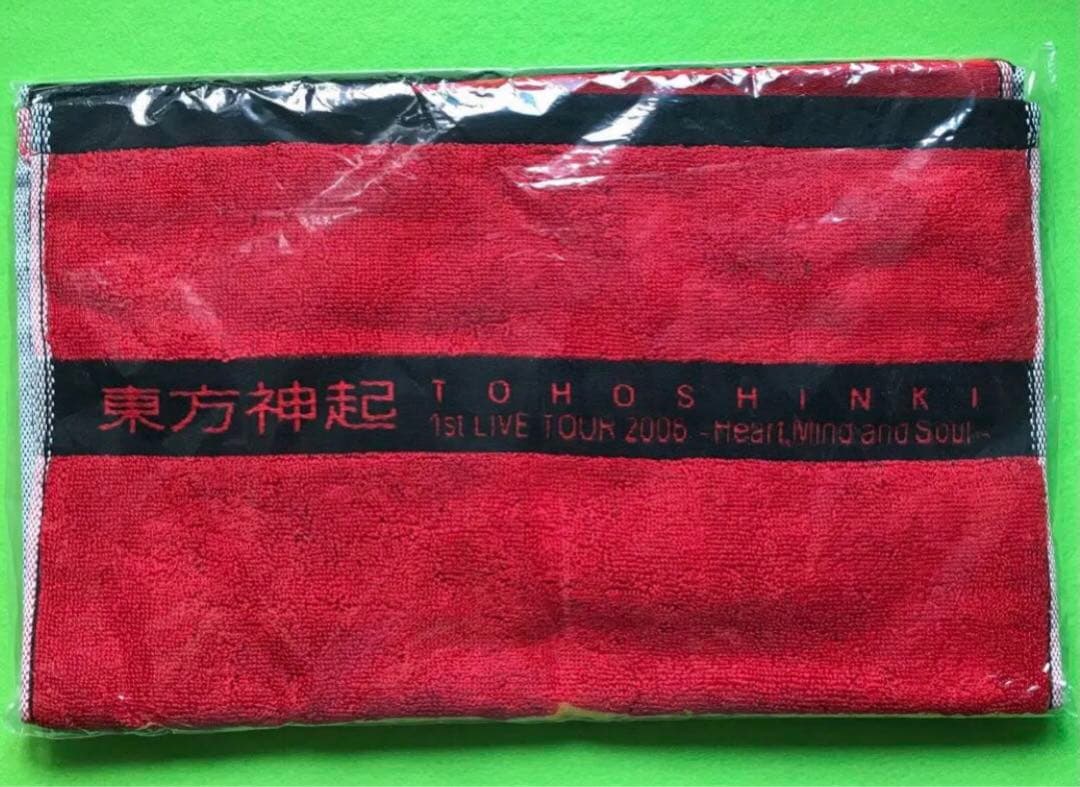 東方神起
TOHOSHINKI
1st LIVE TOUR 2006 ~Heart,Mind and Soul~